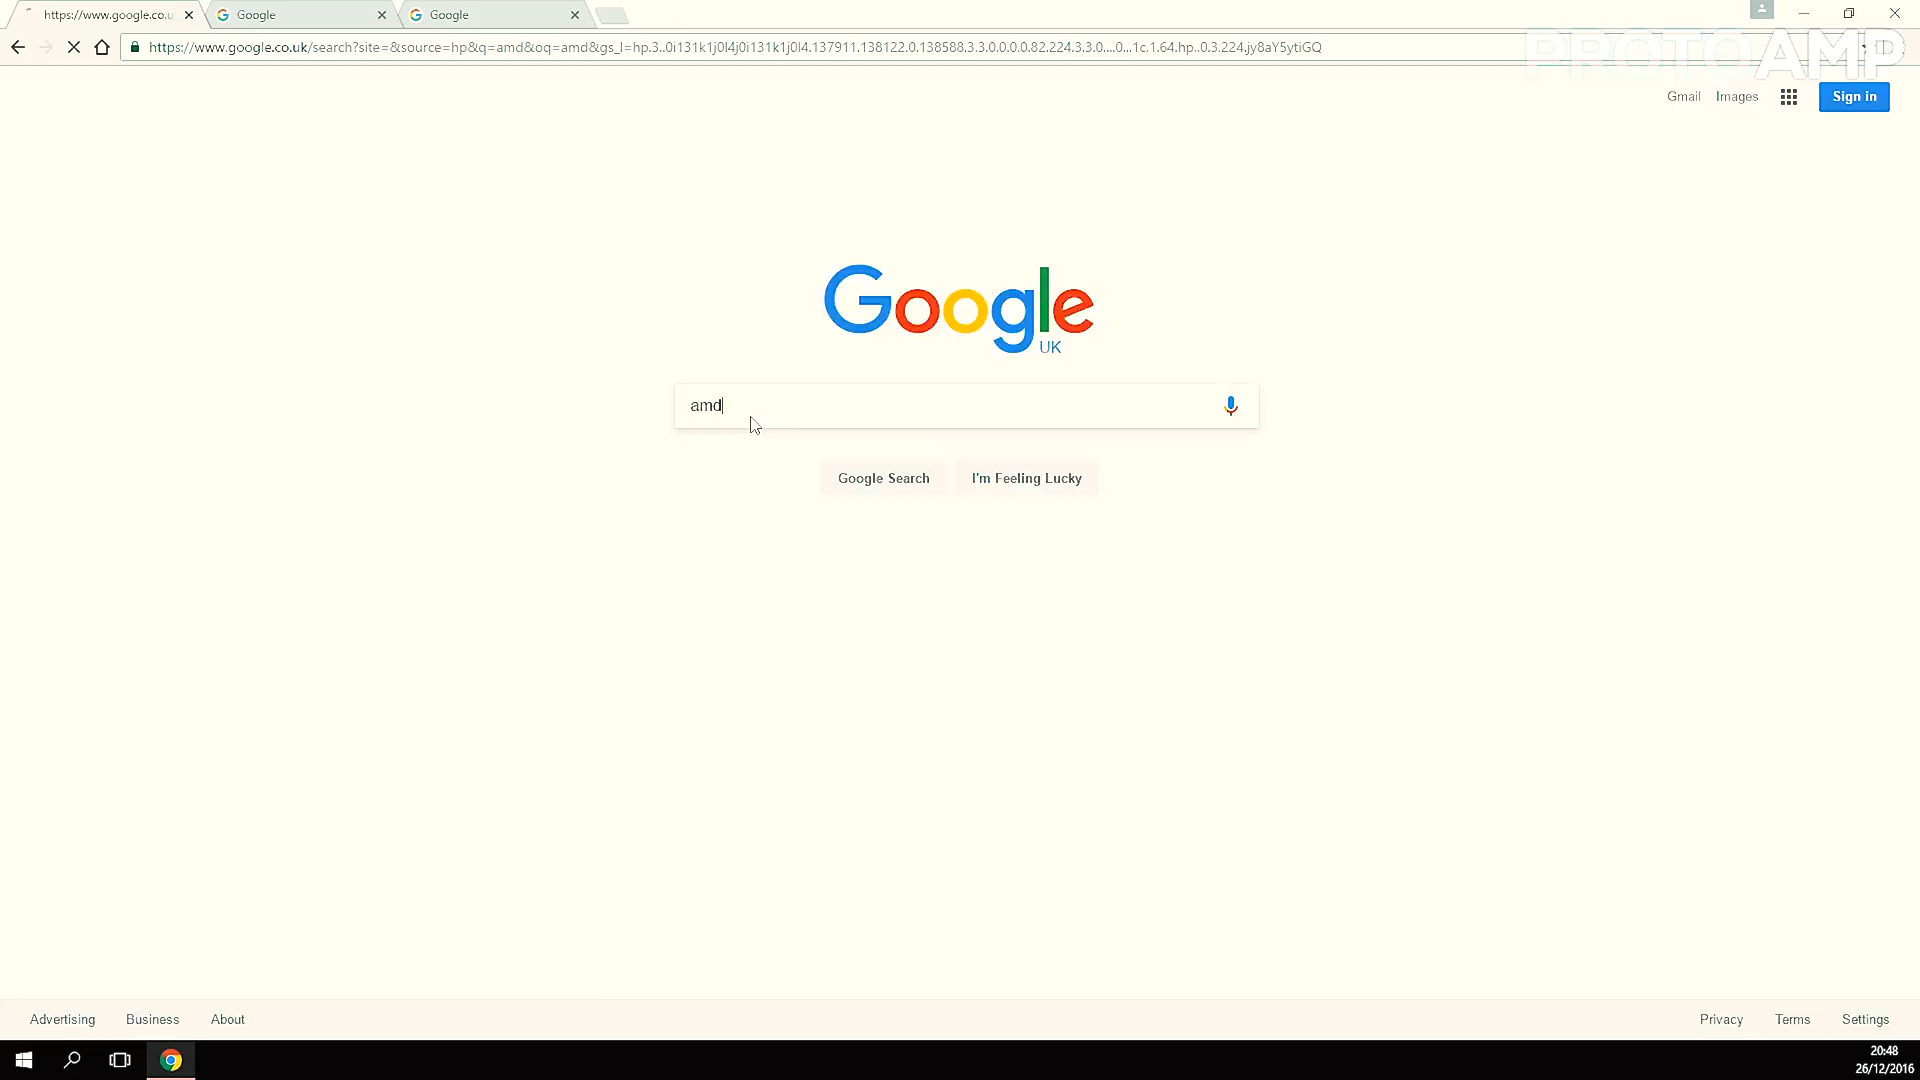 https://www.google.co.u
Google
Google
https://www.google.co.uk/search?site=&source=hp&q=amd&oq=amd&gs_l=hp.3..0i131k1j0l4j0i131k1j0l4.137911.138122.0.138588.3.3.0.0.0.0.82.224.3.3.0....0...1c.1.64.hp..0.3.224.jy8aY5ytiGQ
PROTOAMP
Gmail
Images
Sign in
Google
UK
amd
Google Search
I'm Feeling Lucky
Advertising
Business
About
Privacy
Terms
Settings
20:48
26/12/2016